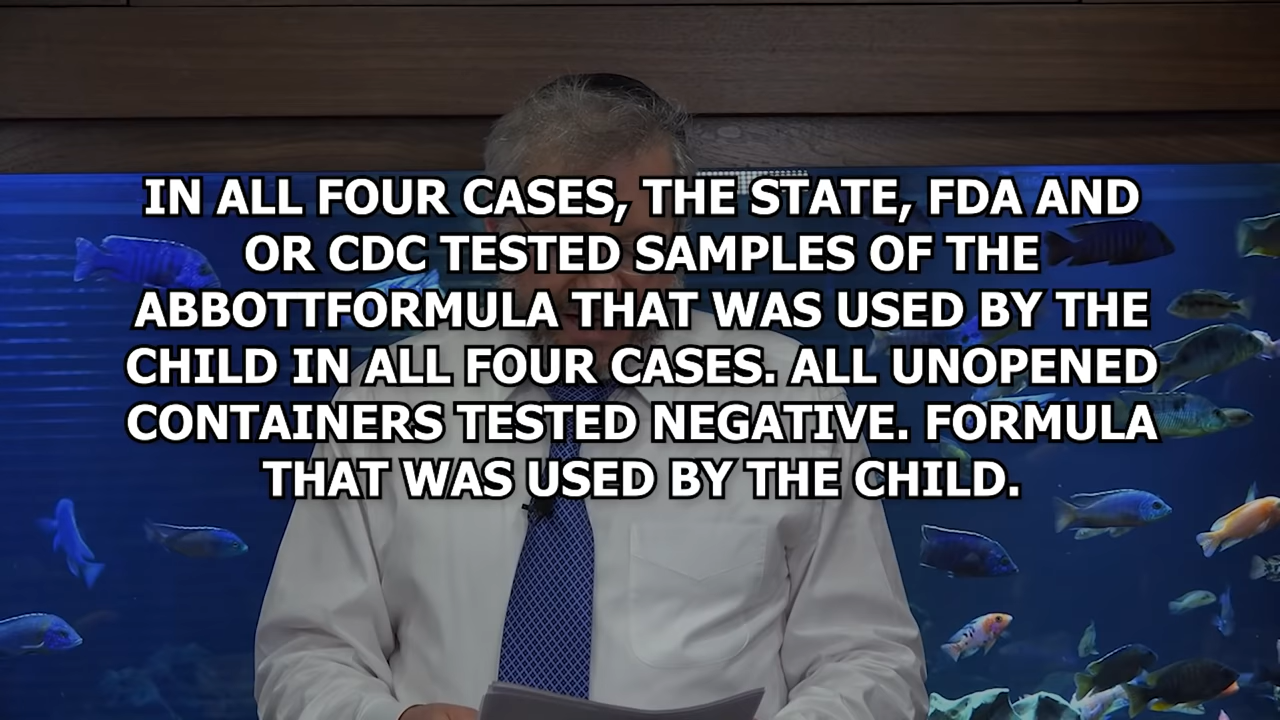 IN ALL FOUR CASES, THE STATE, FDA AND
OR CDC TESTED SAMPLES OF THE
ABBOTTFORMULA THAT WAS USED BY THE
CHILD IN ALL FOUR CASES. ALL UNOPENED
CONTAINERS TESTED NEGATIVE. FORMULA
THAT WAS USED BY THE CHILD.